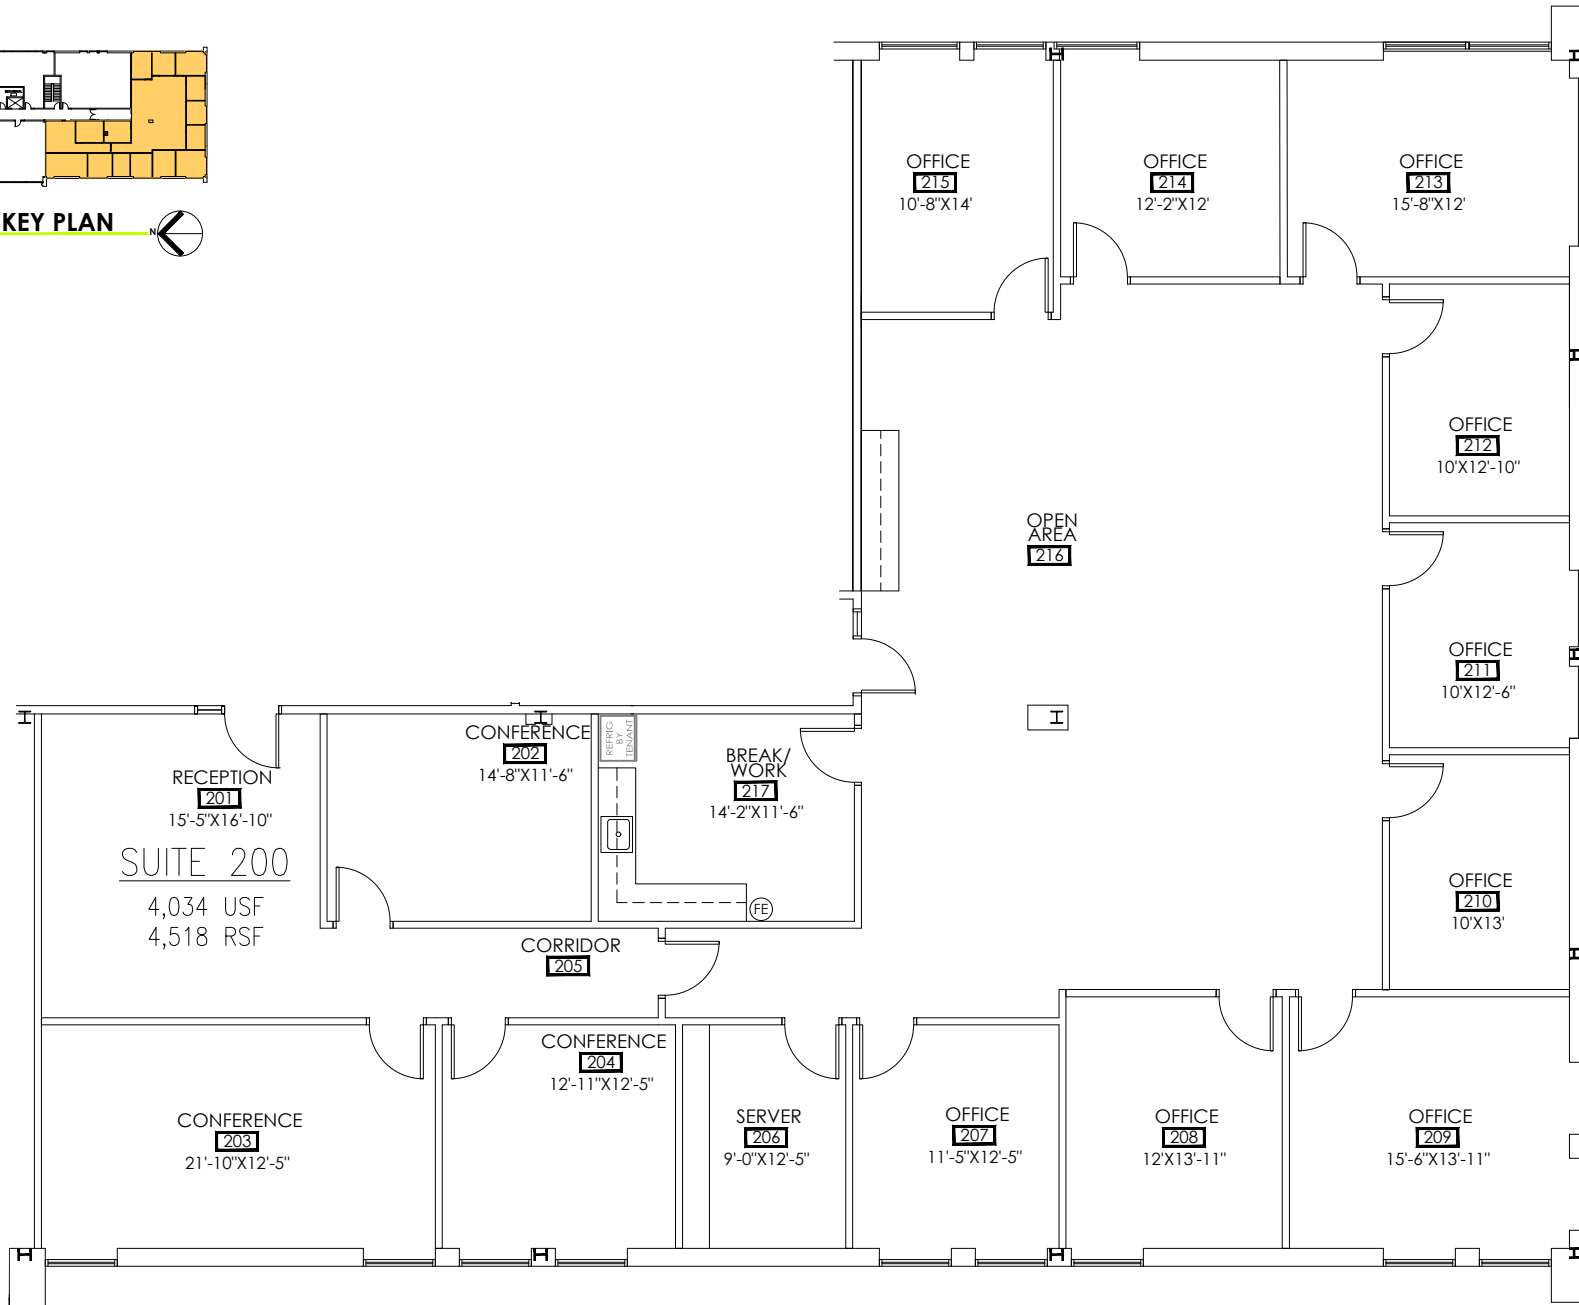 KEY PLAN
N
OFFICE
215
10'-8"X14'
OFFICE
214
12'-2"X12'
OFFICE
213
15'-8"X12'
OFFICE
212
10'X12'-10"
OPEN
AREA
216
OFFICE
211
10'X12'-6"
RECEPTION
201
15'-5"X16'-10"
SUITE 200
4,034 USF
4,518 RSF
CONFERENCE
202
14'-8"X11'-6"
REFRIG
BY
TENANT
BREAK/
WORK
217
14'-2"X11'-6"
FE
OFFICE
210
10'X13'
CORRIDOR
205
CONFERENCE
203
21'-10"X12'-5"
CONFERENCE
204
12'-11"X12'-5"
SERVER
206
9'-0"X12'-5"
OFFICE
207
11'-5"X12'-5"
OFFICE
208
12'X13'-11"
OFFICE
209
15'-6"X13'-11"